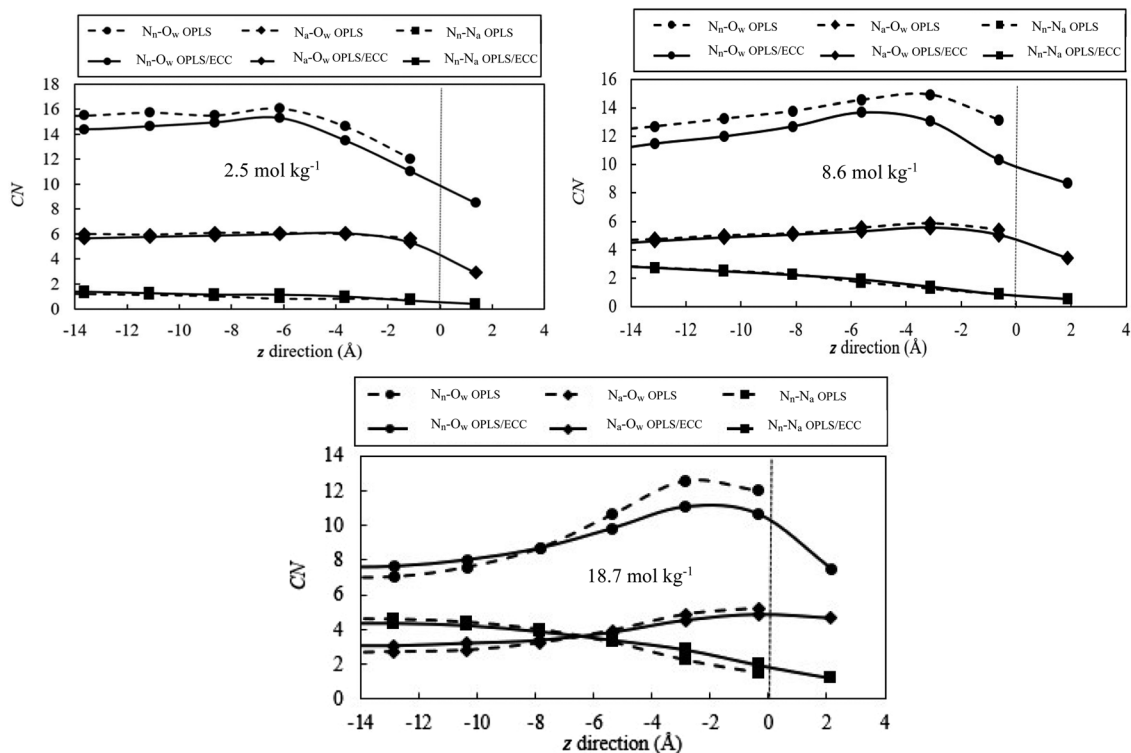 Nn-Ow OPLS Na-Ow OPLS Nn-Na OPLS
Nn-Ow OPLS/ECC Na-Ow OPLS/ECC Nn-Na OPLS/ECC
18
16
14
12
10
8
6
4
2
0
CN
2.5 mol kg-1
-14 -12 -10 -8 -6 -4 -2 0 2 4
z direction (Å)
Nn-Ow OPLS Na-Ow OPLS Nn-Na OPLS
Nn-Ow OPLS/ECC Na-Ow OPLS/ECC Nn-Na OPLS/ECC
16
14
12
10
8
6
4
2
0
CN
8.6 mol kg-1
-14 -12 -10 -8 -6 -4 -2 0 2 4
z direction (Å)
Nn-Ow OPLS Na-Ow OPLS Nn-Na OPLS
Nn-Ow OPLS/ECC Na-Ow OPLS/ECC Nn-Na OPLS/ECC
14
12
10
8
6
4
2
0
CN
18.7 mol kg-1
-14 -12 -10 -8 -6 -4 -2 0 2 4
z direction (Å)